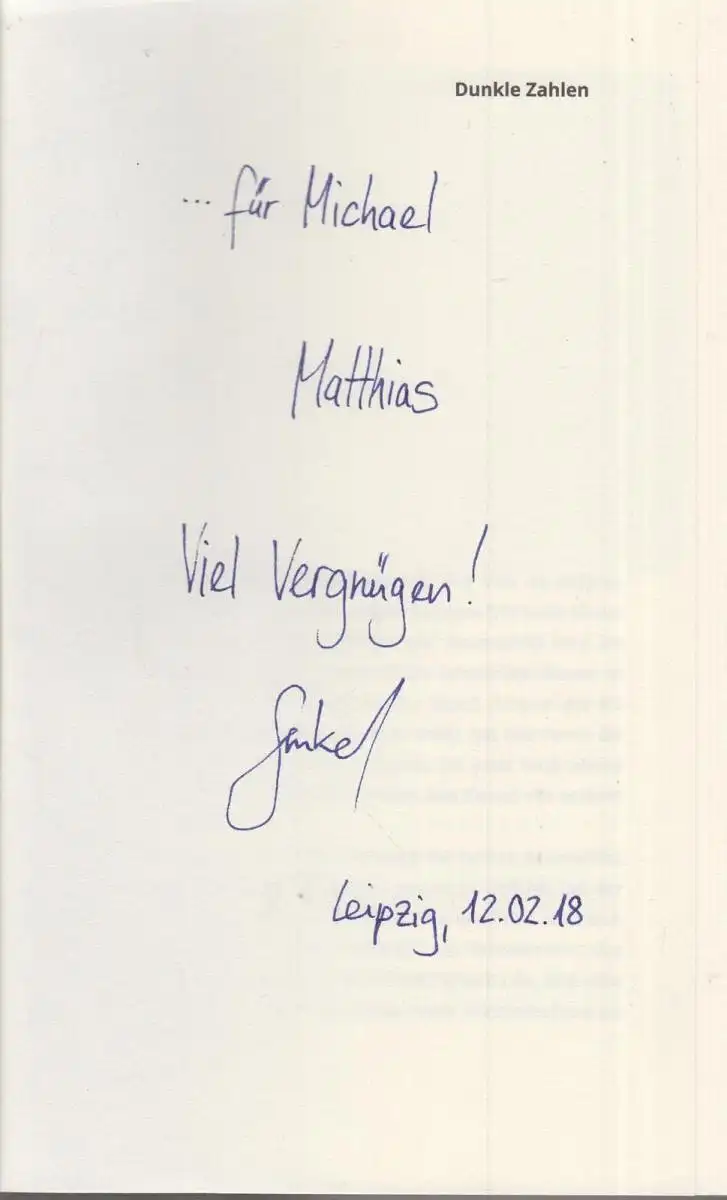 Dunkle Zahlen
... für Michael
Matthias
Viel Vergnügen!
Leipzig, 12.02.18